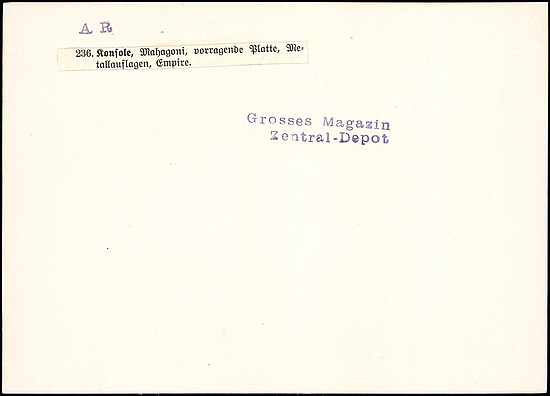 A R
236. Konsole, Mahagoni, vorragende Platte, Me-
tallauflagen, Empire.
Grosses Magazin
Zentral-Depot